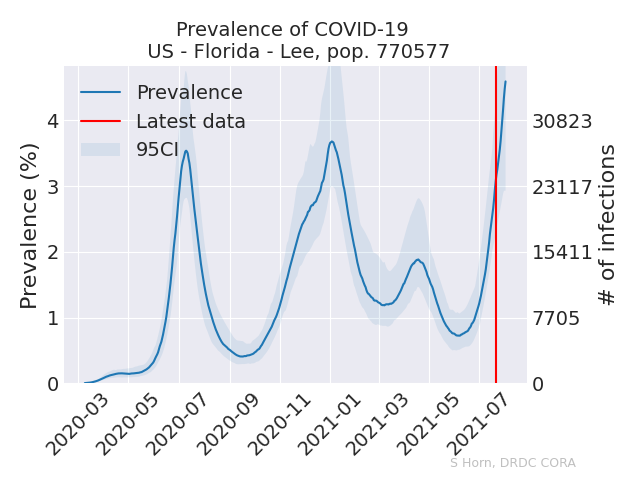 Prevalence of COVID-19
US - Florida - Lee, pop. 770577
Prevalence
Latest data
95CI
Prevalence (%)
4
3
2
1
0
30823
23117
15411
7705
0
# of infections
2020-03
2020-05
2020-07
2020-09
2020-11
2021-01
2021-03
2021-05
2021-07
S Horn, DRDC CORA